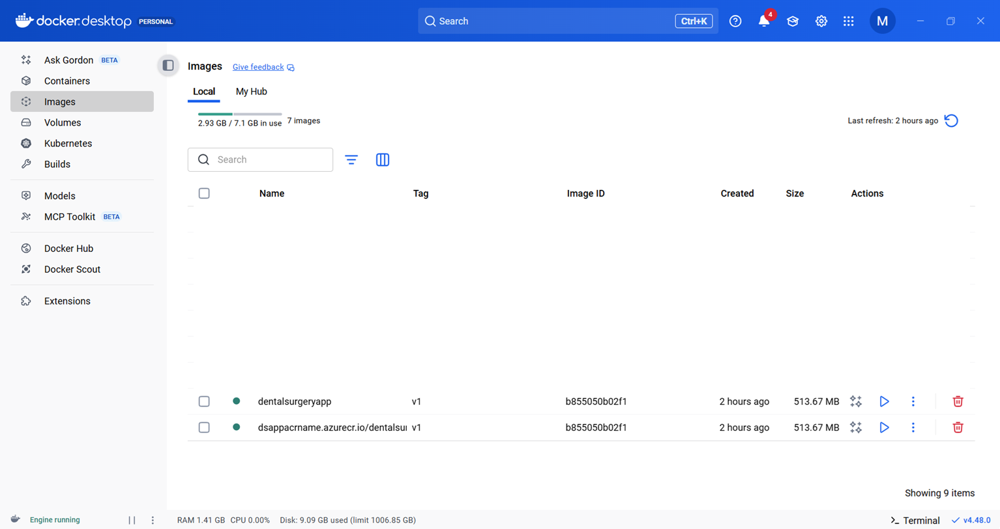 docker.desktop PERSONAL
Search Ctrl+K
4
M
Ask Gordon BETA
Containers
Images
Volumes
Kubernetes
Builds
Models
MCP Toolkit BETA
Docker Hub
Docker Scout
Extensions
Images Give feedback
Local My Hub
2.93 GB / 7.1 GB in use 7 images
Last refresh: 2 hours ago
Search
Name Tag Image ID Created Size Actions
dentalsurgeryapp v1 b855050b02f1 2 hours ago 513.67 MB
dsappacrname.azurecr.io/dentalsur v1 b855050b02f1 2 hours ago 513.67 MB
Showing 9 items
Engine running
RAM 1.41 GB CPU 0.00% Disk: 9.09 GB used (limit 1006.85 GB)
Terminal v4.48.0